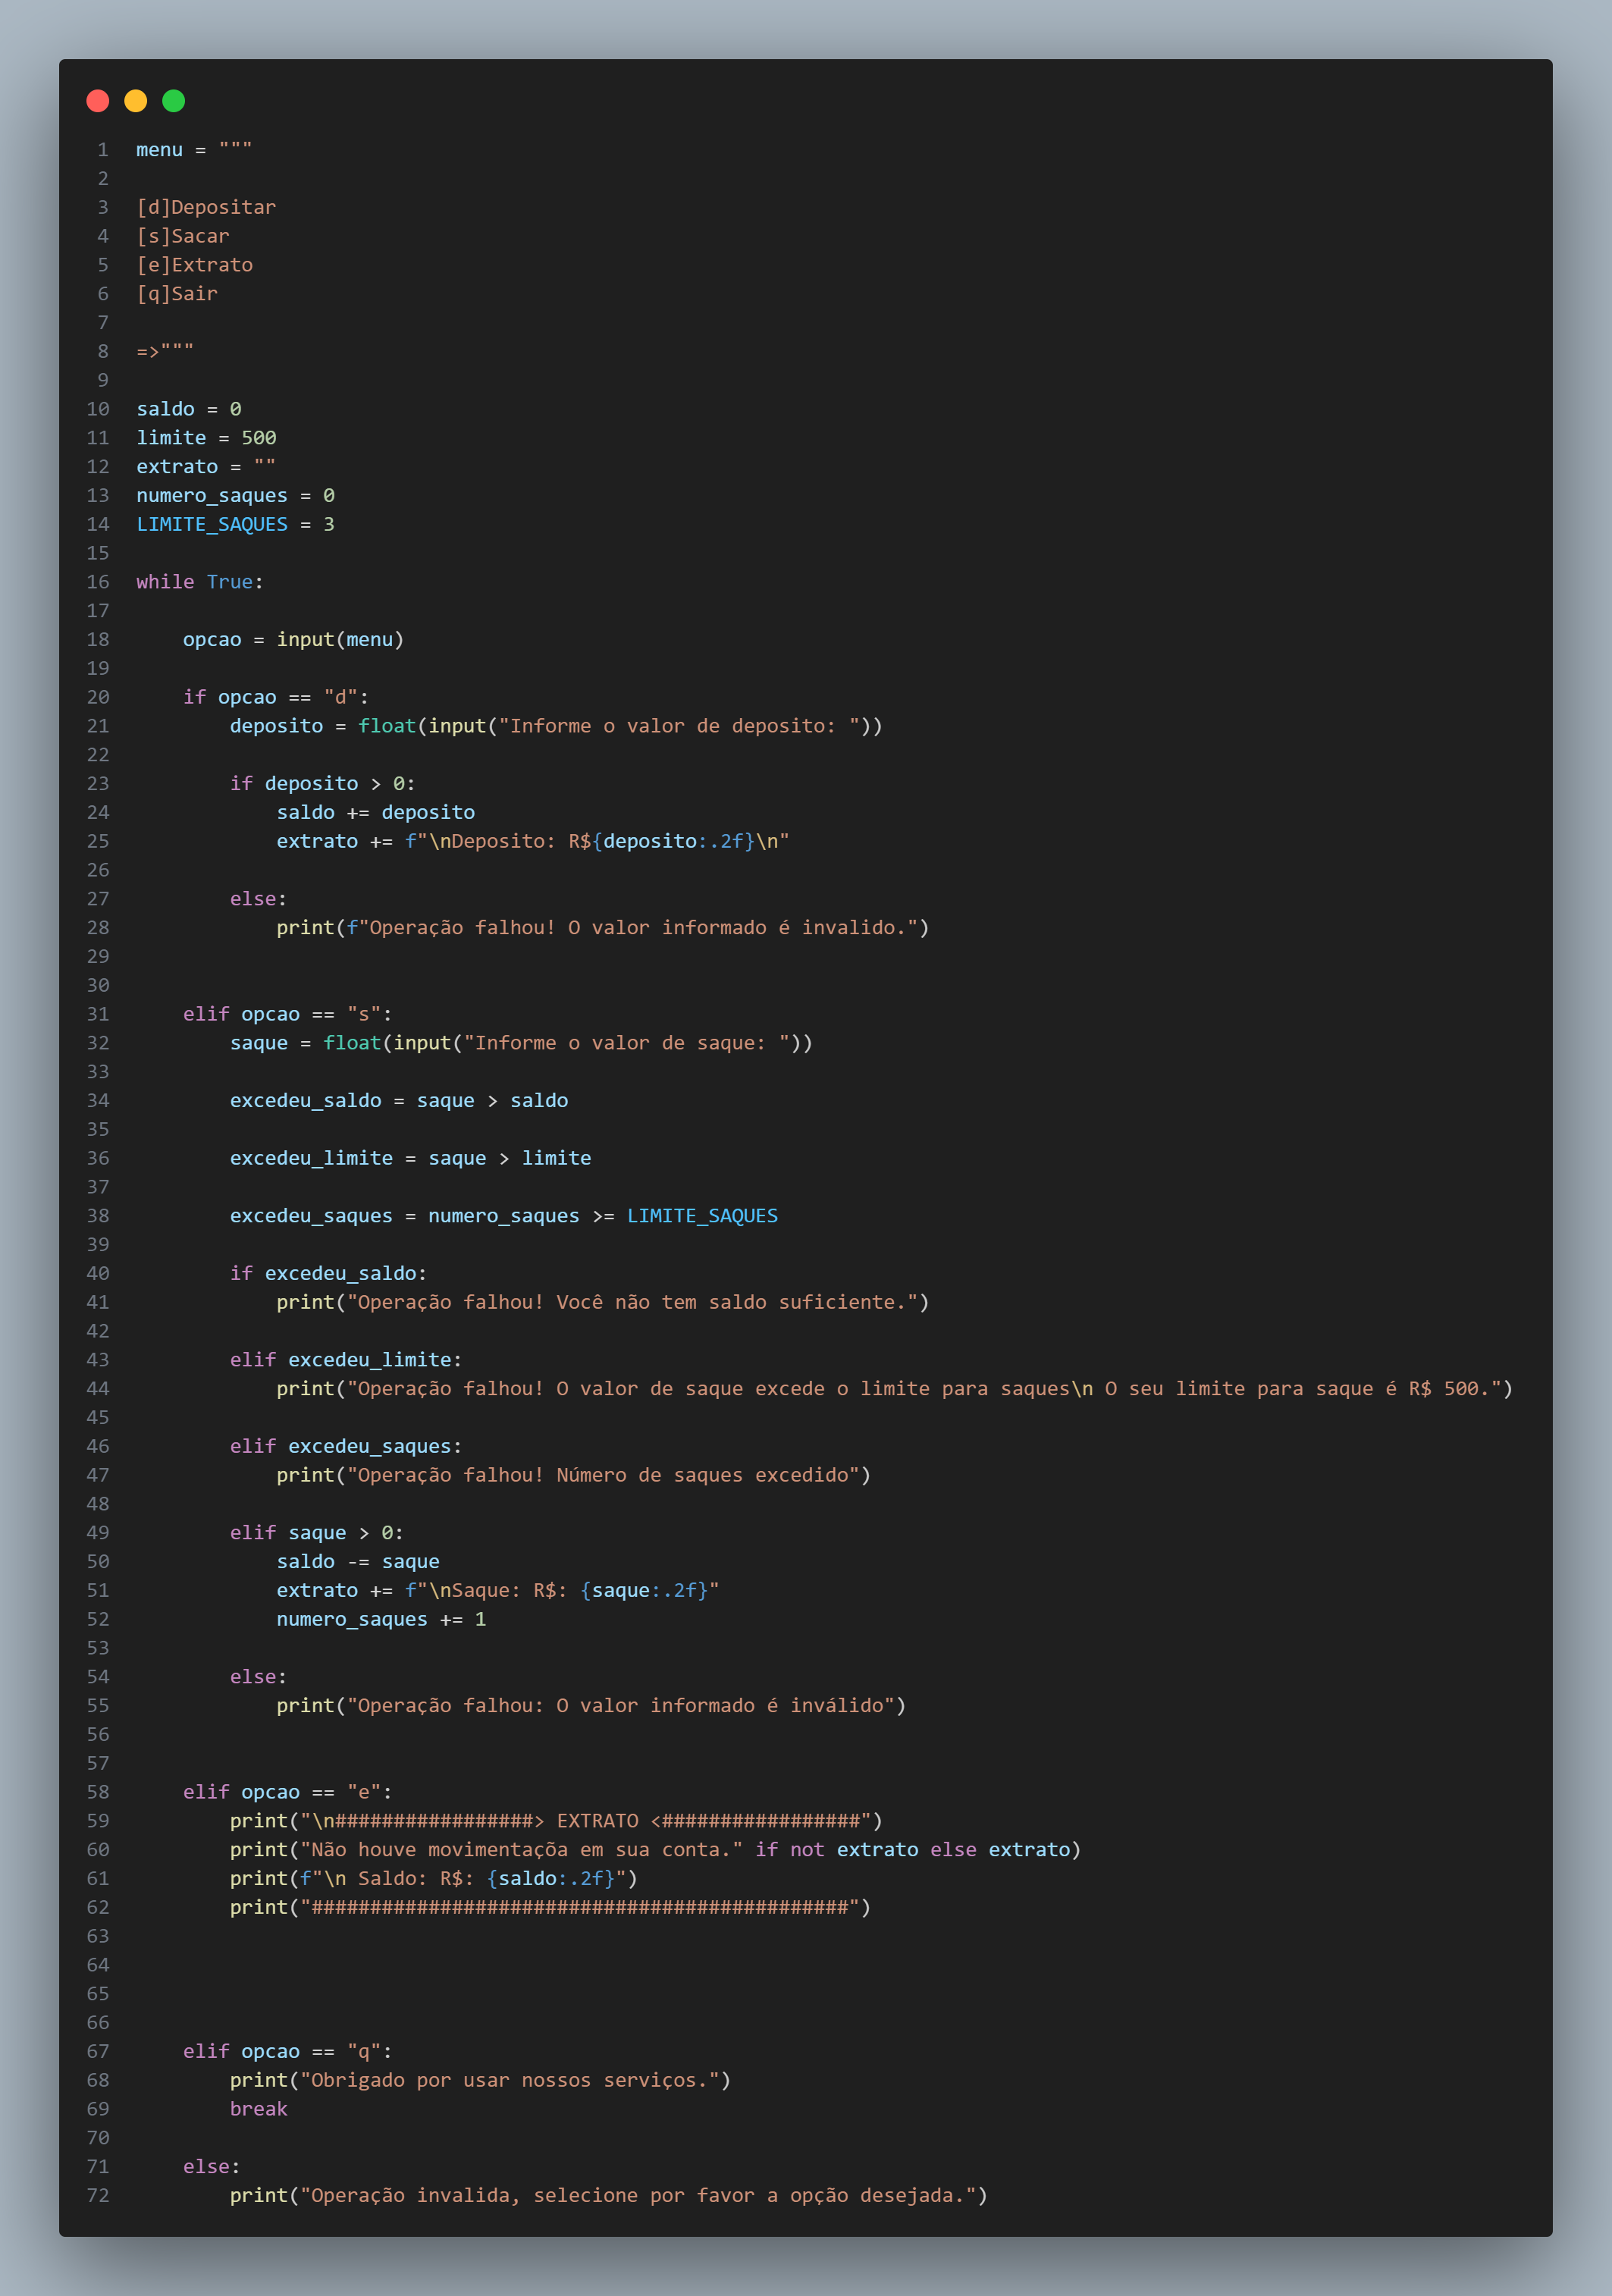 1 menu = """
2
3 [d]Depositar
4 [s]Sacar
5 [e]Extrato
6 [q]Sair
7
8 =>"""
9
10 saldo = 0
11 limite = 500
12 extrato = ""
13 numero_saques = 0
14 LIMITE_SAQUES = 3
15
16 while True:
17
18     opcao = input(menu)
19
20     if opcao == "d":
21         deposito = float(input("Informe o valor de deposito: "))
22
23         if deposito > 0:
24             saldo += deposito
25             extrato += f"\nDeposito: R${deposito:.2f}\n"
26
27         else:
28             print(f"Operação falhou! O valor informado é invalido.")
29
30
31     elif opcao == "s":
32         saque = float(input("Informe o valor de saque: "))
33
34         excedeu_saldo = saque > saldo
35
36         excedeu_limite = saque > limite
37
38         excedeu_saques = numero_saques >= LIMITE_SAQUES
39
40         if excedeu_saldo:
41             print("Operação falhou! Você não tem saldo suficiente.")
42
43         elif excedeu_limite:
44             print("Operação falhou! O valor de saque excede o limite para saques\n O seu limite para saque é R$ 500.")
45
46         elif excedeu_saques:
47             print("Operação falhou! Número de saques excedido")
48
49         elif saque > 0:
50             saldo -= saque
51             extrato += f"\nSaque: R$: {saque:.2f}"
52             numero_saques += 1
53
54         else:
55             print("Operação falhou: O valor informado é inválido")
56
57
58     elif opcao == "e":
59         print("\n#################> EXTRATO <#################")
60         print("Não houve movimentaçõa em sua conta." if not extrato else extrato)
61         print(f"\n Saldo: R$: {saldo:.2f}")
62         print("##############################################")
63
64
65
66
67     elif opcao == "q":
68         print("Obrigado por usar nossos serviços.")
69         break
70
71     else:
72         print("Operação invalida, selecione por favor a opção desejada.")